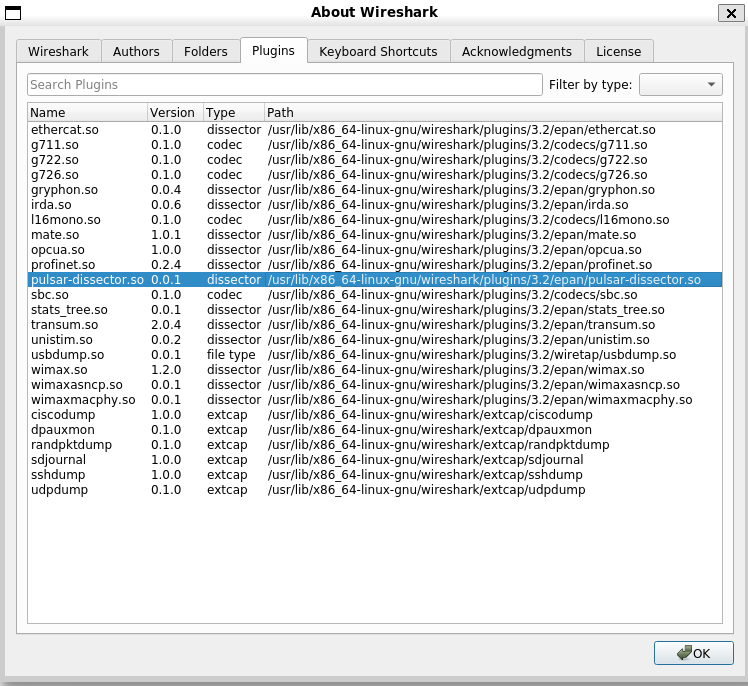 About Wireshark
Wireshark Authors Folders Plugins Keyboard Shortcuts Acknowledgments License
Search Plugins Filter by type:
Name Version Type Path
ethercat.so 0.1.0 dissector /usr/lib/x86_64-linux-gnu/wireshark/plugins/3.2/epan/ethercat.so
g711.so 0.1.0 codec /usr/lib/x86_64-linux-gnu/wireshark/plugins/3.2/codecs/g711.so
g722.so 0.1.0 codec /usr/lib/x86_64-linux-gnu/wireshark/plugins/3.2/codecs/g722.so
g726.so 0.1.0 codec /usr/lib/x86_64-linux-gnu/wireshark/plugins/3.2/codecs/g726.so
gryphon.so 0.0.4 dissector /usr/lib/x86_64-linux-gnu/wireshark/plugins/3.2/epan/gryphon.so
irda.so 0.0.6 dissector /usr/lib/x86_64-linux-gnu/wireshark/plugins/3.2/epan/irda.so
l16mono.so 0.1.0 codec /usr/lib/x86_64-linux-gnu/wireshark/plugins/3.2/codecs/l16mono.so
mate.so 1.0.1 dissector /usr/lib/x86_64-linux-gnu/wireshark/plugins/3.2/epan/mate.so
opcua.so 1.0.0 dissector /usr/lib/x86_64-linux-gnu/wireshark/plugins/3.2/epan/opcua.so
profinet.so 0.2.4 dissector /usr/lib/x86_64-linux-gnu/wireshark/plugins/3.2/epan/profinet.so
pulsar-dissector.so 0.0.1 dissector /usr/lib/x86_64-linux-gnu/wireshark/plugins/3.2/epan/pulsar-dissector.so
sbc.so 0.1.0 codec /usr/lib/x86_64-linux-gnu/wireshark/plugins/3.2/codecs/sbc.so
stats_tree.so 0.0.1 dissector /usr/lib/x86_64-linux-gnu/wireshark/plugins/3.2/epan/stats_tree.so
transum.so 2.0.4 dissector /usr/lib/x86_64-linux-gnu/wireshark/plugins/3.2/epan/transum.so
unistim.so 0.0.2 dissector /usr/lib/x86_64-linux-gnu/wireshark/plugins/3.2/epan/unistim.so
usbdump.so 0.0.1 file type /usr/lib/x86_64-linux-gnu/wireshark/plugins/3.2/wiretap/usbdump.so
wimax.so 1.2.0 dissector /usr/lib/x86_64-linux-gnu/wireshark/plugins/3.2/epan/wimax.so
wimaxasncp.so 0.0.1 dissector /usr/lib/x86_64-linux-gnu/wireshark/plugins/3.2/epan/wimaxasncp.so
wimaxmacphy.so 0.0.1 dissector /usr/lib/x86_64-linux-gnu/wireshark/plugins/3.2/epan/wimaxmacphy.so
ciscodump 1.0.0 extcap /usr/lib/x86_64-linux-gnu/wireshark/extcap/ciscodump
dpauxmon 0.1.0 extcap /usr/lib/x86_64-linux-gnu/wireshark/extcap/dpauxmon
randpktdump 0.1.0 extcap /usr/lib/x86_64-linux-gnu/wireshark/extcap/randpktdump
sdjournal 1.0.0 extcap /usr/lib/x86_64-linux-gnu/wireshark/extcap/sdjournal
sshdump 1.0.0 extcap /usr/lib/x86_64-linux-gnu/wireshark/extcap/sshdump
udpdump 0.1.0 extcap /usr/lib/x86_64-linux-gnu/wireshark/extcap/udpdump
OK